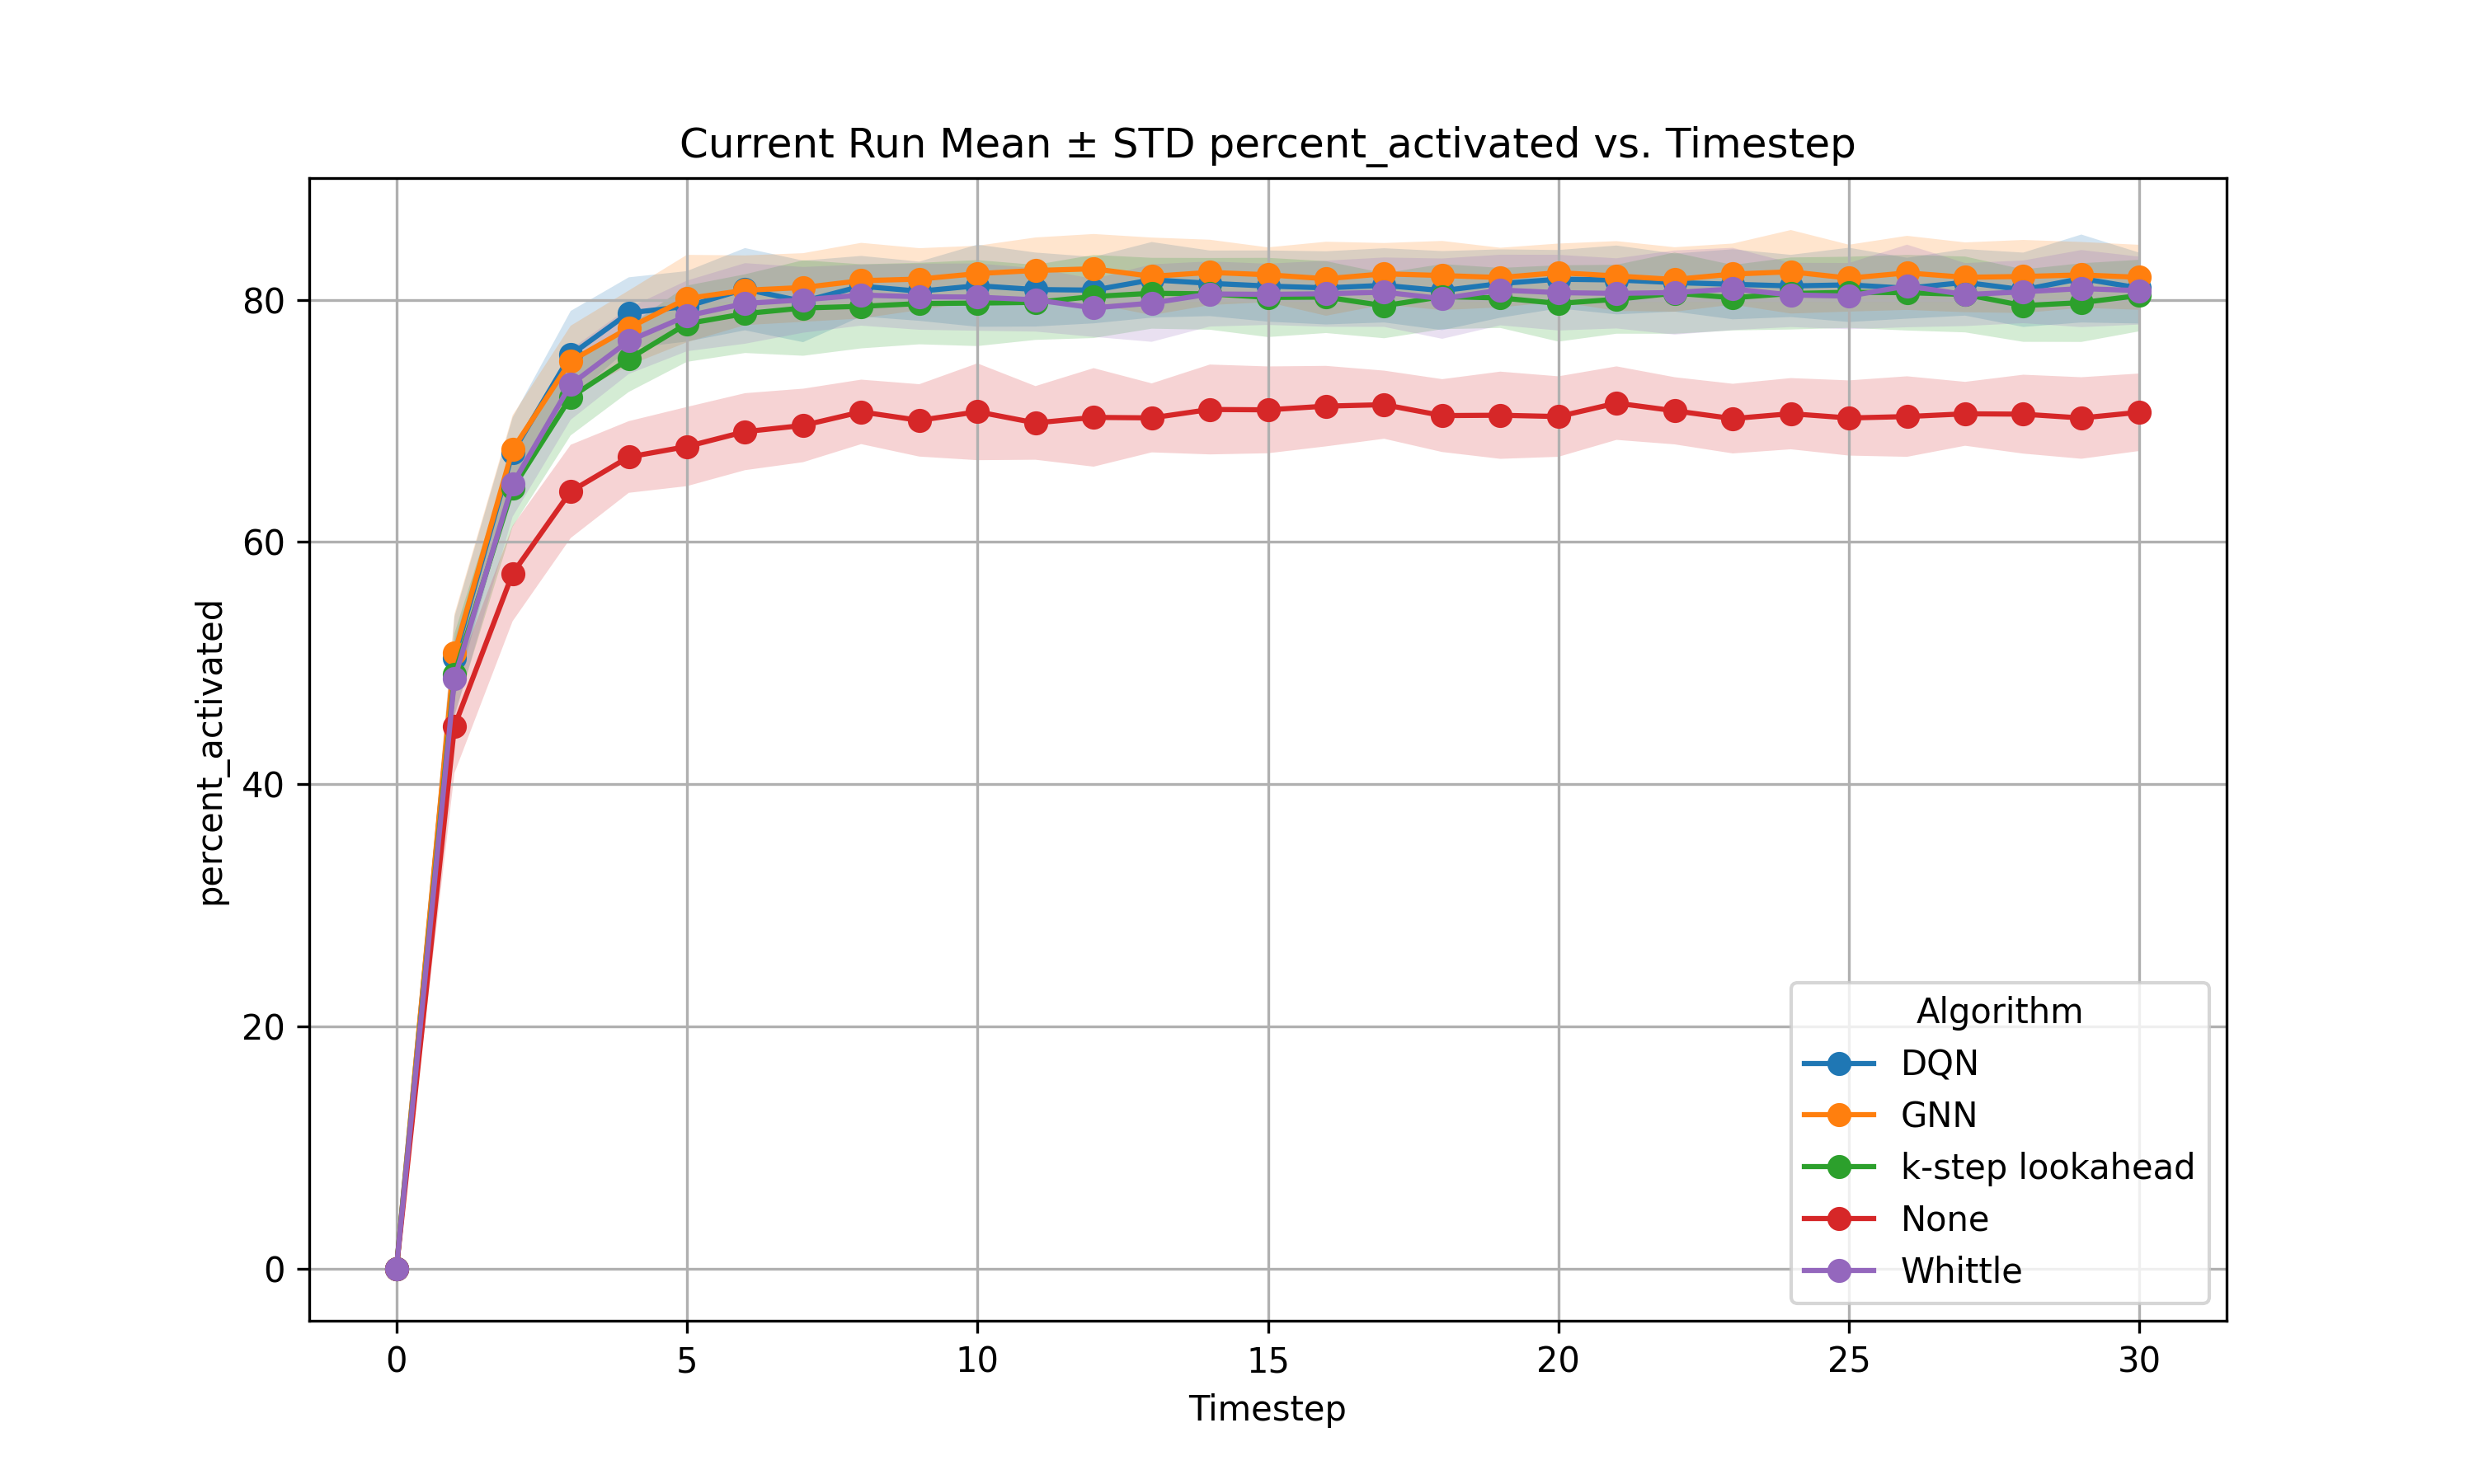 Current Run Mean ± STD percent_activated vs. Timestep
percent_activated
80
60
40
20
0
0 5 10 15 20 25 30
Timestep
Algorithm
DQN
GNN
k-step lookahead
None
Whittle